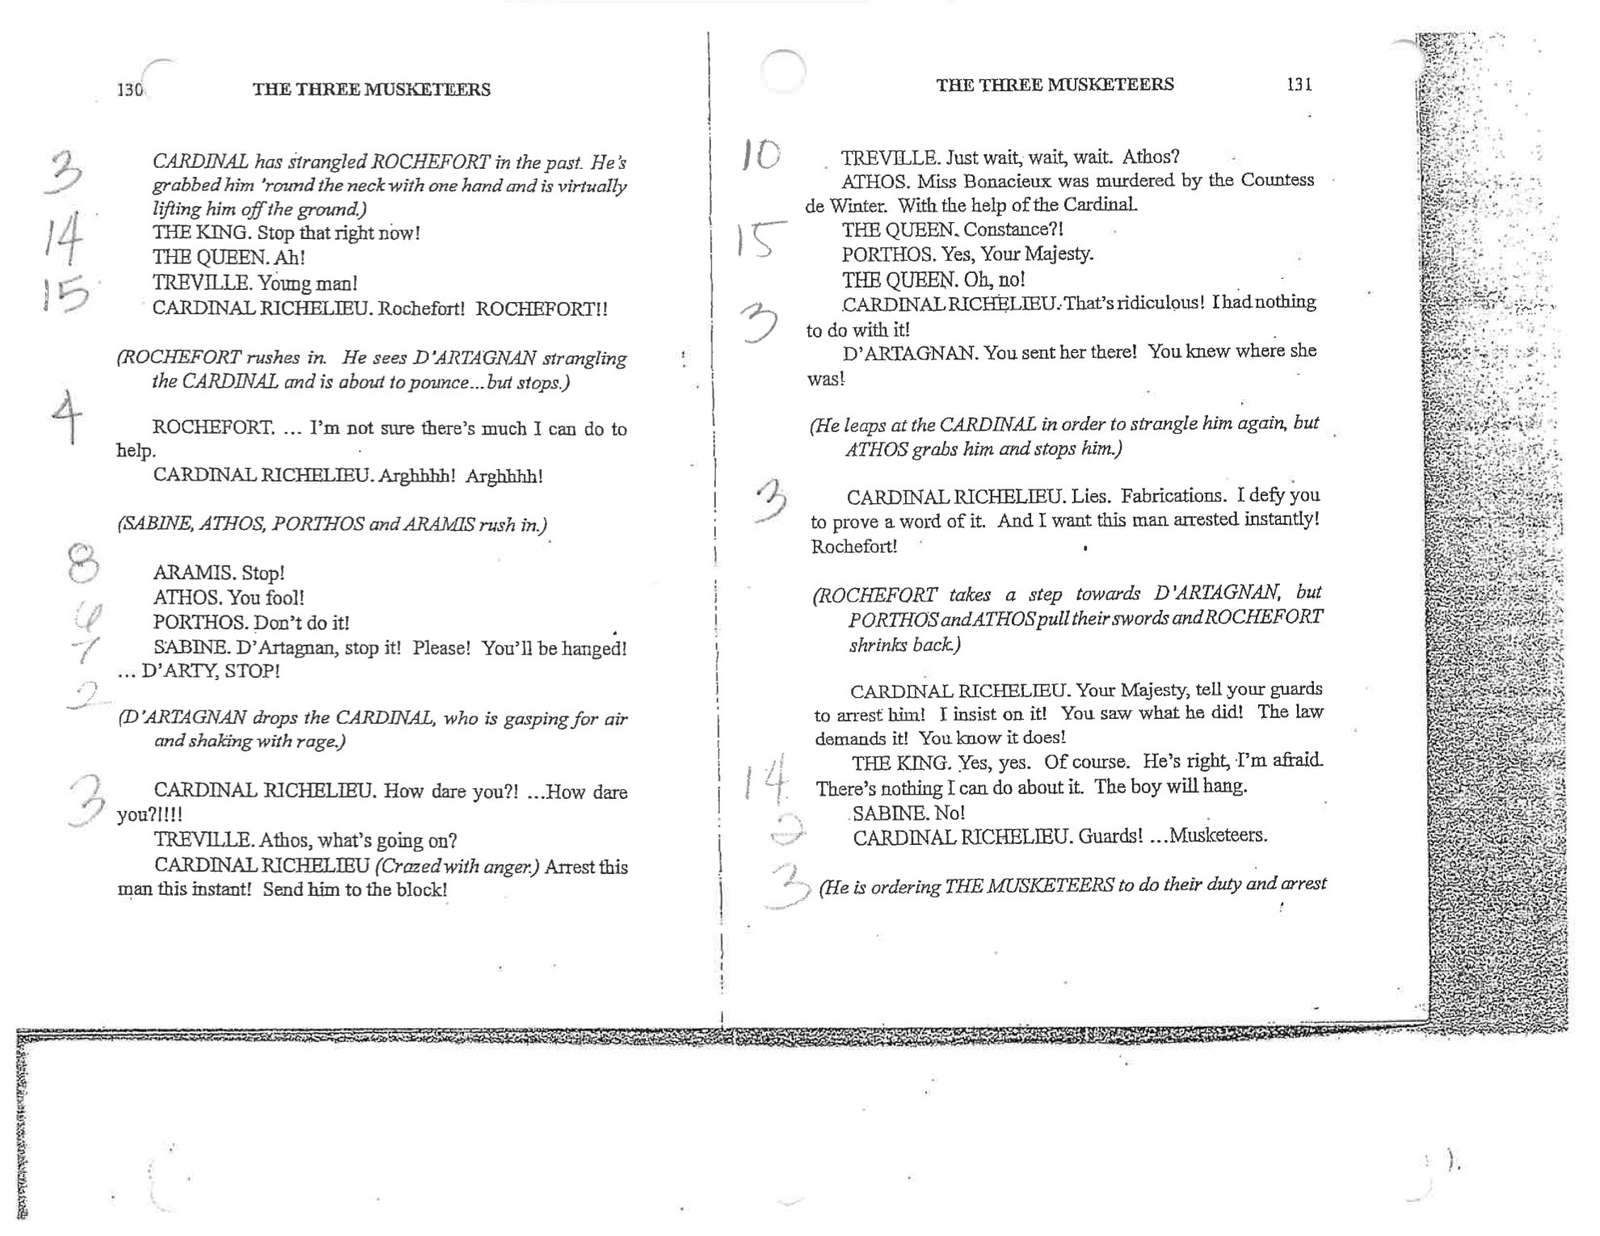 130 THE THREE MUSKETEERS
3
CARDINAL has strangled ROCHEFORT in the past. He's
grabbed him 'round the neck with one hand and is virtually
lifting him off the ground.)
14
THE KING. Stop that right now!
THE QUEEN. Ah!
15
TREVILLE. Young man!
CARDINAL RICHELIEU. Rochefort! ROCHEFORT!!
(ROCHEFORT rushes in. He sees D'ARTAGNAN strangling
the CARDINAL and is about to pounce...but stops.)
4
ROCHEFORT. ... I'm not sure there's much I can do to
help.
CARDINAL RICHELIEU. Arghhhh! Arghhhh!
(SABINE, ATHOS, PORTHOS and ARAMIS rush in.)
8
ARAMIS. Stop!
ATHOS. You fool!
6
PORTHOS. Don't do it!
7
SABINE. D'Artagnan, stop it! Please! You'll be hanged!
... D'ARTY, STOP!
2
(D'ARTAGNAN drops the CARDINAL, who is gasping for air
and shaking with rage.)
3
CARDINAL RICHELIEU. How dare you?! ...How dare
you?!!!!
TREVILLE. Athos, what's going on?
CARDINAL RICHELIEU (Crazed with anger.) Arrest this
man this instant! Send him to the block!
THE THREE MUSKETEERS 131
10
TREVILLE. Just wait, wait, wait. Athos?
ATHOS. Miss Bonacieux was murdered by the Countess
de Winter. With the help of the Cardinal.
15
THE QUEEN. Constance?!
PORTHOS. Yes, Your Majesty.
THE QUEEN. Oh, no!
3
CARDINAL RICHELIEU. That's ridiculous! I had nothing
to do with it!
D'ARTAGNAN. You sent her there! You knew where she
was!
(He leaps at the CARDINAL in order to strangle him again, but
ATHOS grabs him and stops him.)
3
CARDINAL RICHELIEU. Lies. Fabrications. I defy you
to prove a word of it. And I want this man arrested instantly!
Rochefort!
(ROCHEFORT takes a step towards D'ARTAGNAN, but
PORTHOS and ATHOS pull their swords and ROCHEFORT
shrinks back.)
CARDINAL RICHELIEU. Your Majesty, tell your guards
to arrest him! I insist on it! You saw what he did! The law
demands it! You know it does!
14
THE KING. Yes, yes. Of course. He's right, I'm afraid.
There's nothing I can do about it. The boy will hang.
SABINE. No!
2
CARDINAL RICHELIEU. Guards! ...Musketeers.
3
(He is ordering THE MUSKETEERS to do their duty and arrest
).